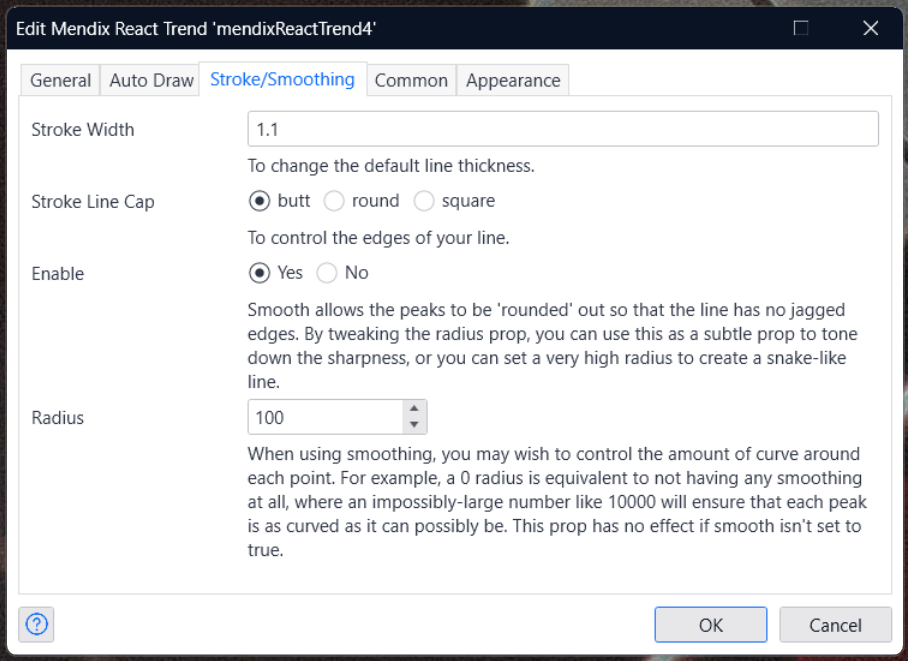 Edit Mendix React Trend 'mendixReactTrend4'
General Auto Draw Stroke/Smoothing Common Appearance
Stroke Width 1.1
To change the default line thickness.
Stroke Line Cap butt round square
To control the edges of your line.
Enable Yes No
Smooth allows the peaks to be 'rounded' out so that the line has no jagged
edges. By tweaking the radius prop, you can use this as a subtle prop to tone
down the sharpness, or you can set a very high radius to create a snake-like
line.
Radius 100
When using smoothing, you may wish to control the amount of curve around
each point. For example, a 0 radius is equivalent to not having any smoothing
at all, where an impossibly-large number like 10000 will ensure that each peak
is as curved as it can possibly be. This prop has no effect if smooth isn't set to
true.
? OK Cancel